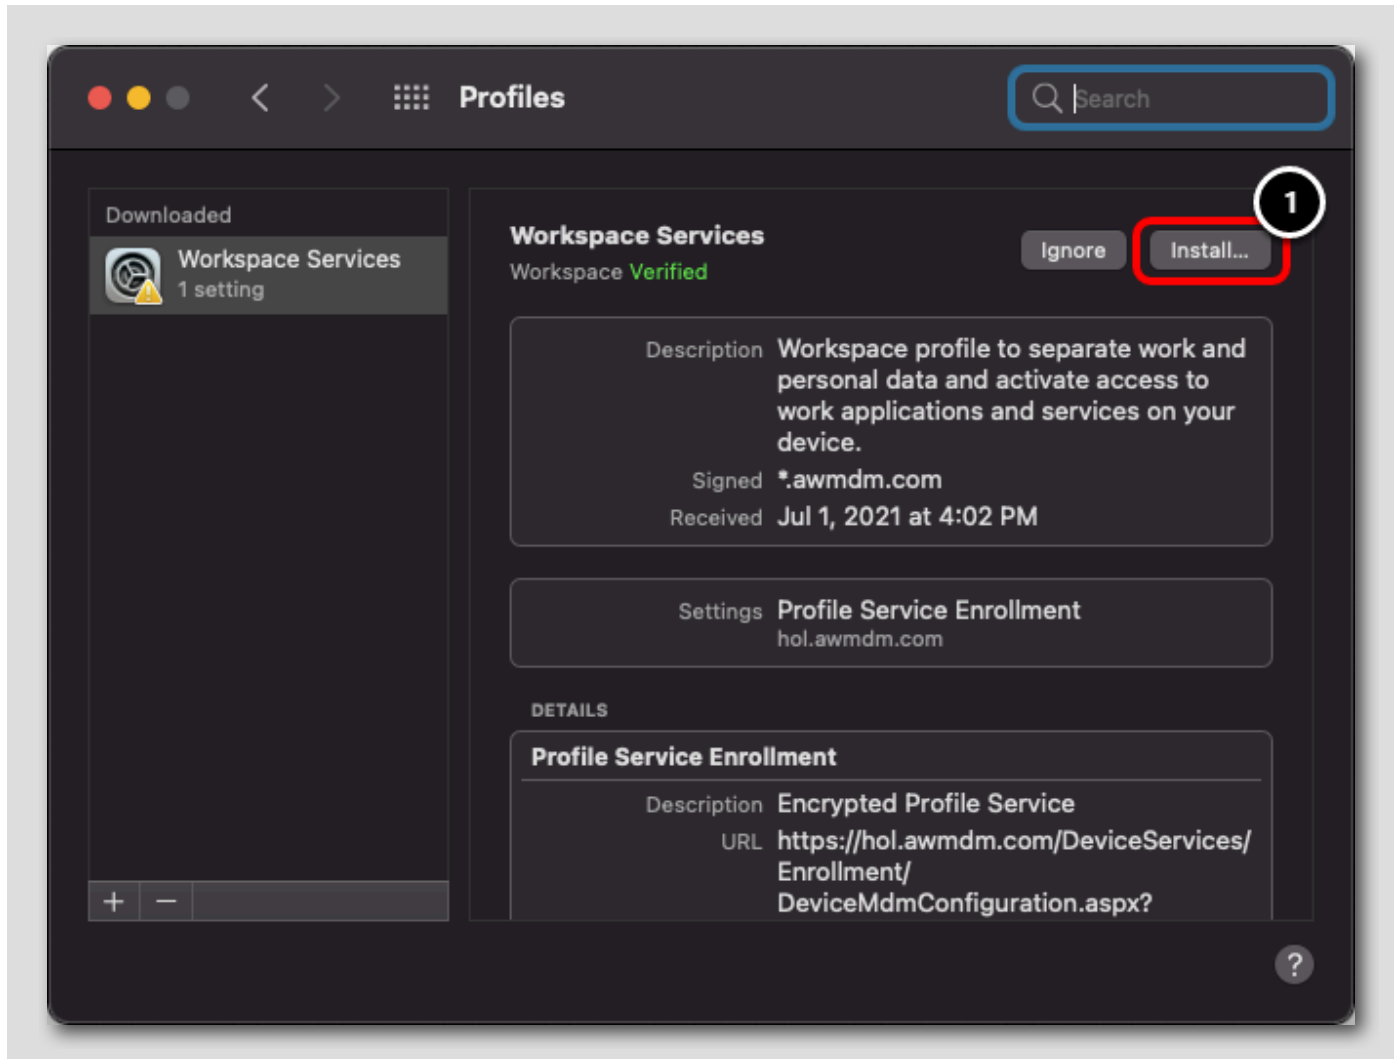 Profiles
Search
1
Downloaded
Workspace Services
1 setting
Workspace Services
Workspace Verified
Ignore
Install...
Description Workspace profile to separate work and
personal data and activate access to
work applications and services on your
device.
Signed *.awmdm.com
Received Jul 1, 2021 at 4:02 PM
Settings Profile Service Enrollment
hol.awmdm.com
DETAILS
Profile Service Enrollment
Description Encrypted Profile Service
URL https://hol.awmdm.com/DeviceServices/
Enrollment/
DeviceMdmConfiguration.aspx?
+ −
?